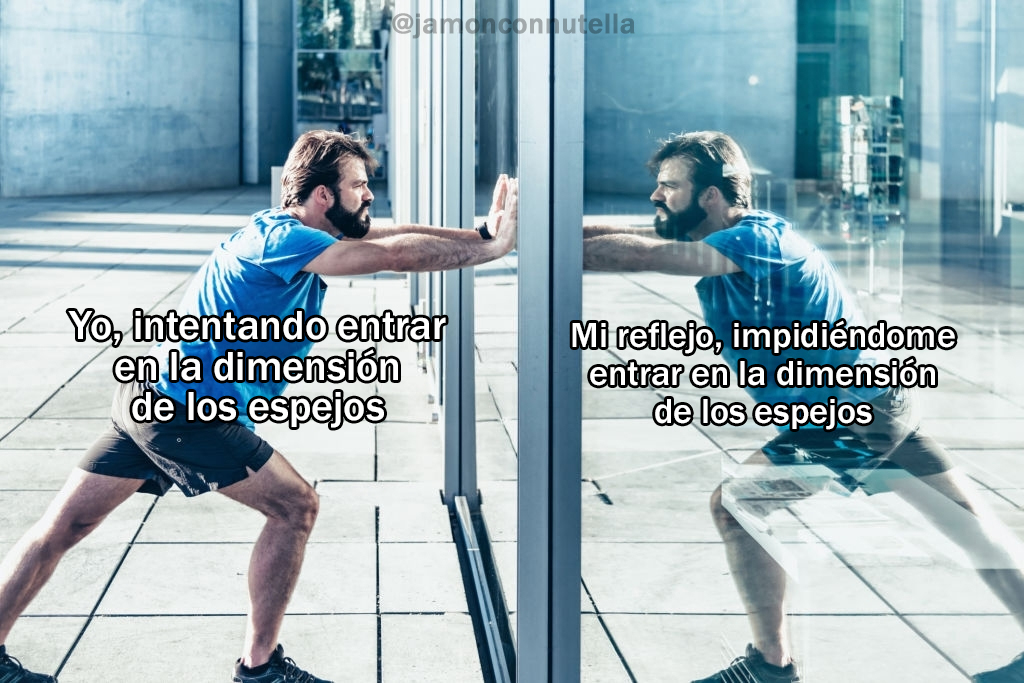 @jamonconnutella
Yo, intentando entrar
en la dimensión
de los espejos
Mi reflejo, impidiéndome
entrar en la dimensión
de los espejos